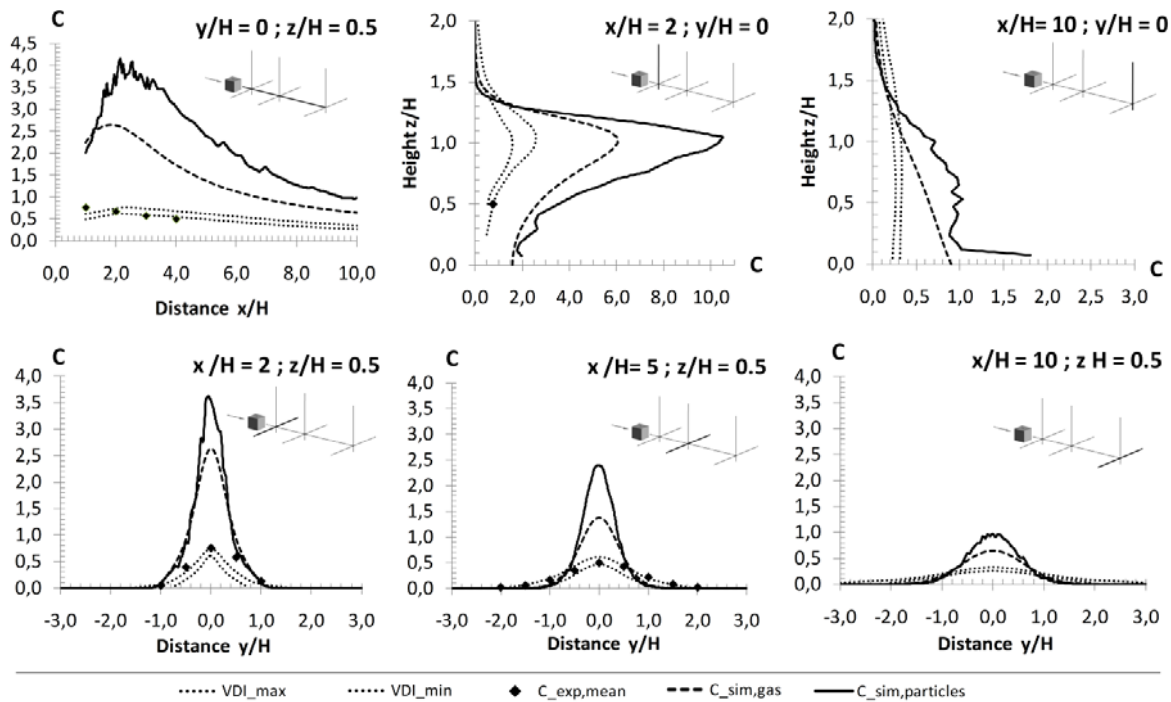 C
y/H = 0 ; z/H = 0.5
4,5
4,0
3,5
3,0
2,5
2,0
1,5
1,0
0,5
0,0
0,0 2,0 4,0 6,0 8,0 10,0
Distance x/H
x/H = 2 ; y/H = 0
Height z/H
2,0
1,5
1,0
0,5
0,0
C
0,0 2,0 4,0 6,0 8,0 10,0
x/H= 10 ; y/H = 0
Height z/H
2,0
1,5
1,0
0,5
0,0
C
0,0 0,5 1,0 1,5 2,0 2,5 3,0
C
x /H = 2 ; z/H = 0.5
4,0
3,5
3,0
2,5
2,0
1,5
1,0
0,5
0,0
-3,0 -2,0 -1,0 0,0 1,0 2,0 3,0
Distance y/H
C
x /H= 5 ; z/H = 0.5
4,0
3,5
3,0
2,5
2,0
1,5
1,0
0,5
0,0
-3,0 -2,0 -1,0 0,0 1,0 2,0 3,0
Distance y/H
C
x/H = 10 ; z H = 0.5
4,0
3,5
3,0
2,5
2,0
1,5
1,0
0,5
0,0
-3,0 -2,0 -1,0 0,0 1,0 2,0 3,0
Distance y/H
VDI_max VDI_min C_exp,mean C_sim,gas C_sim,particles